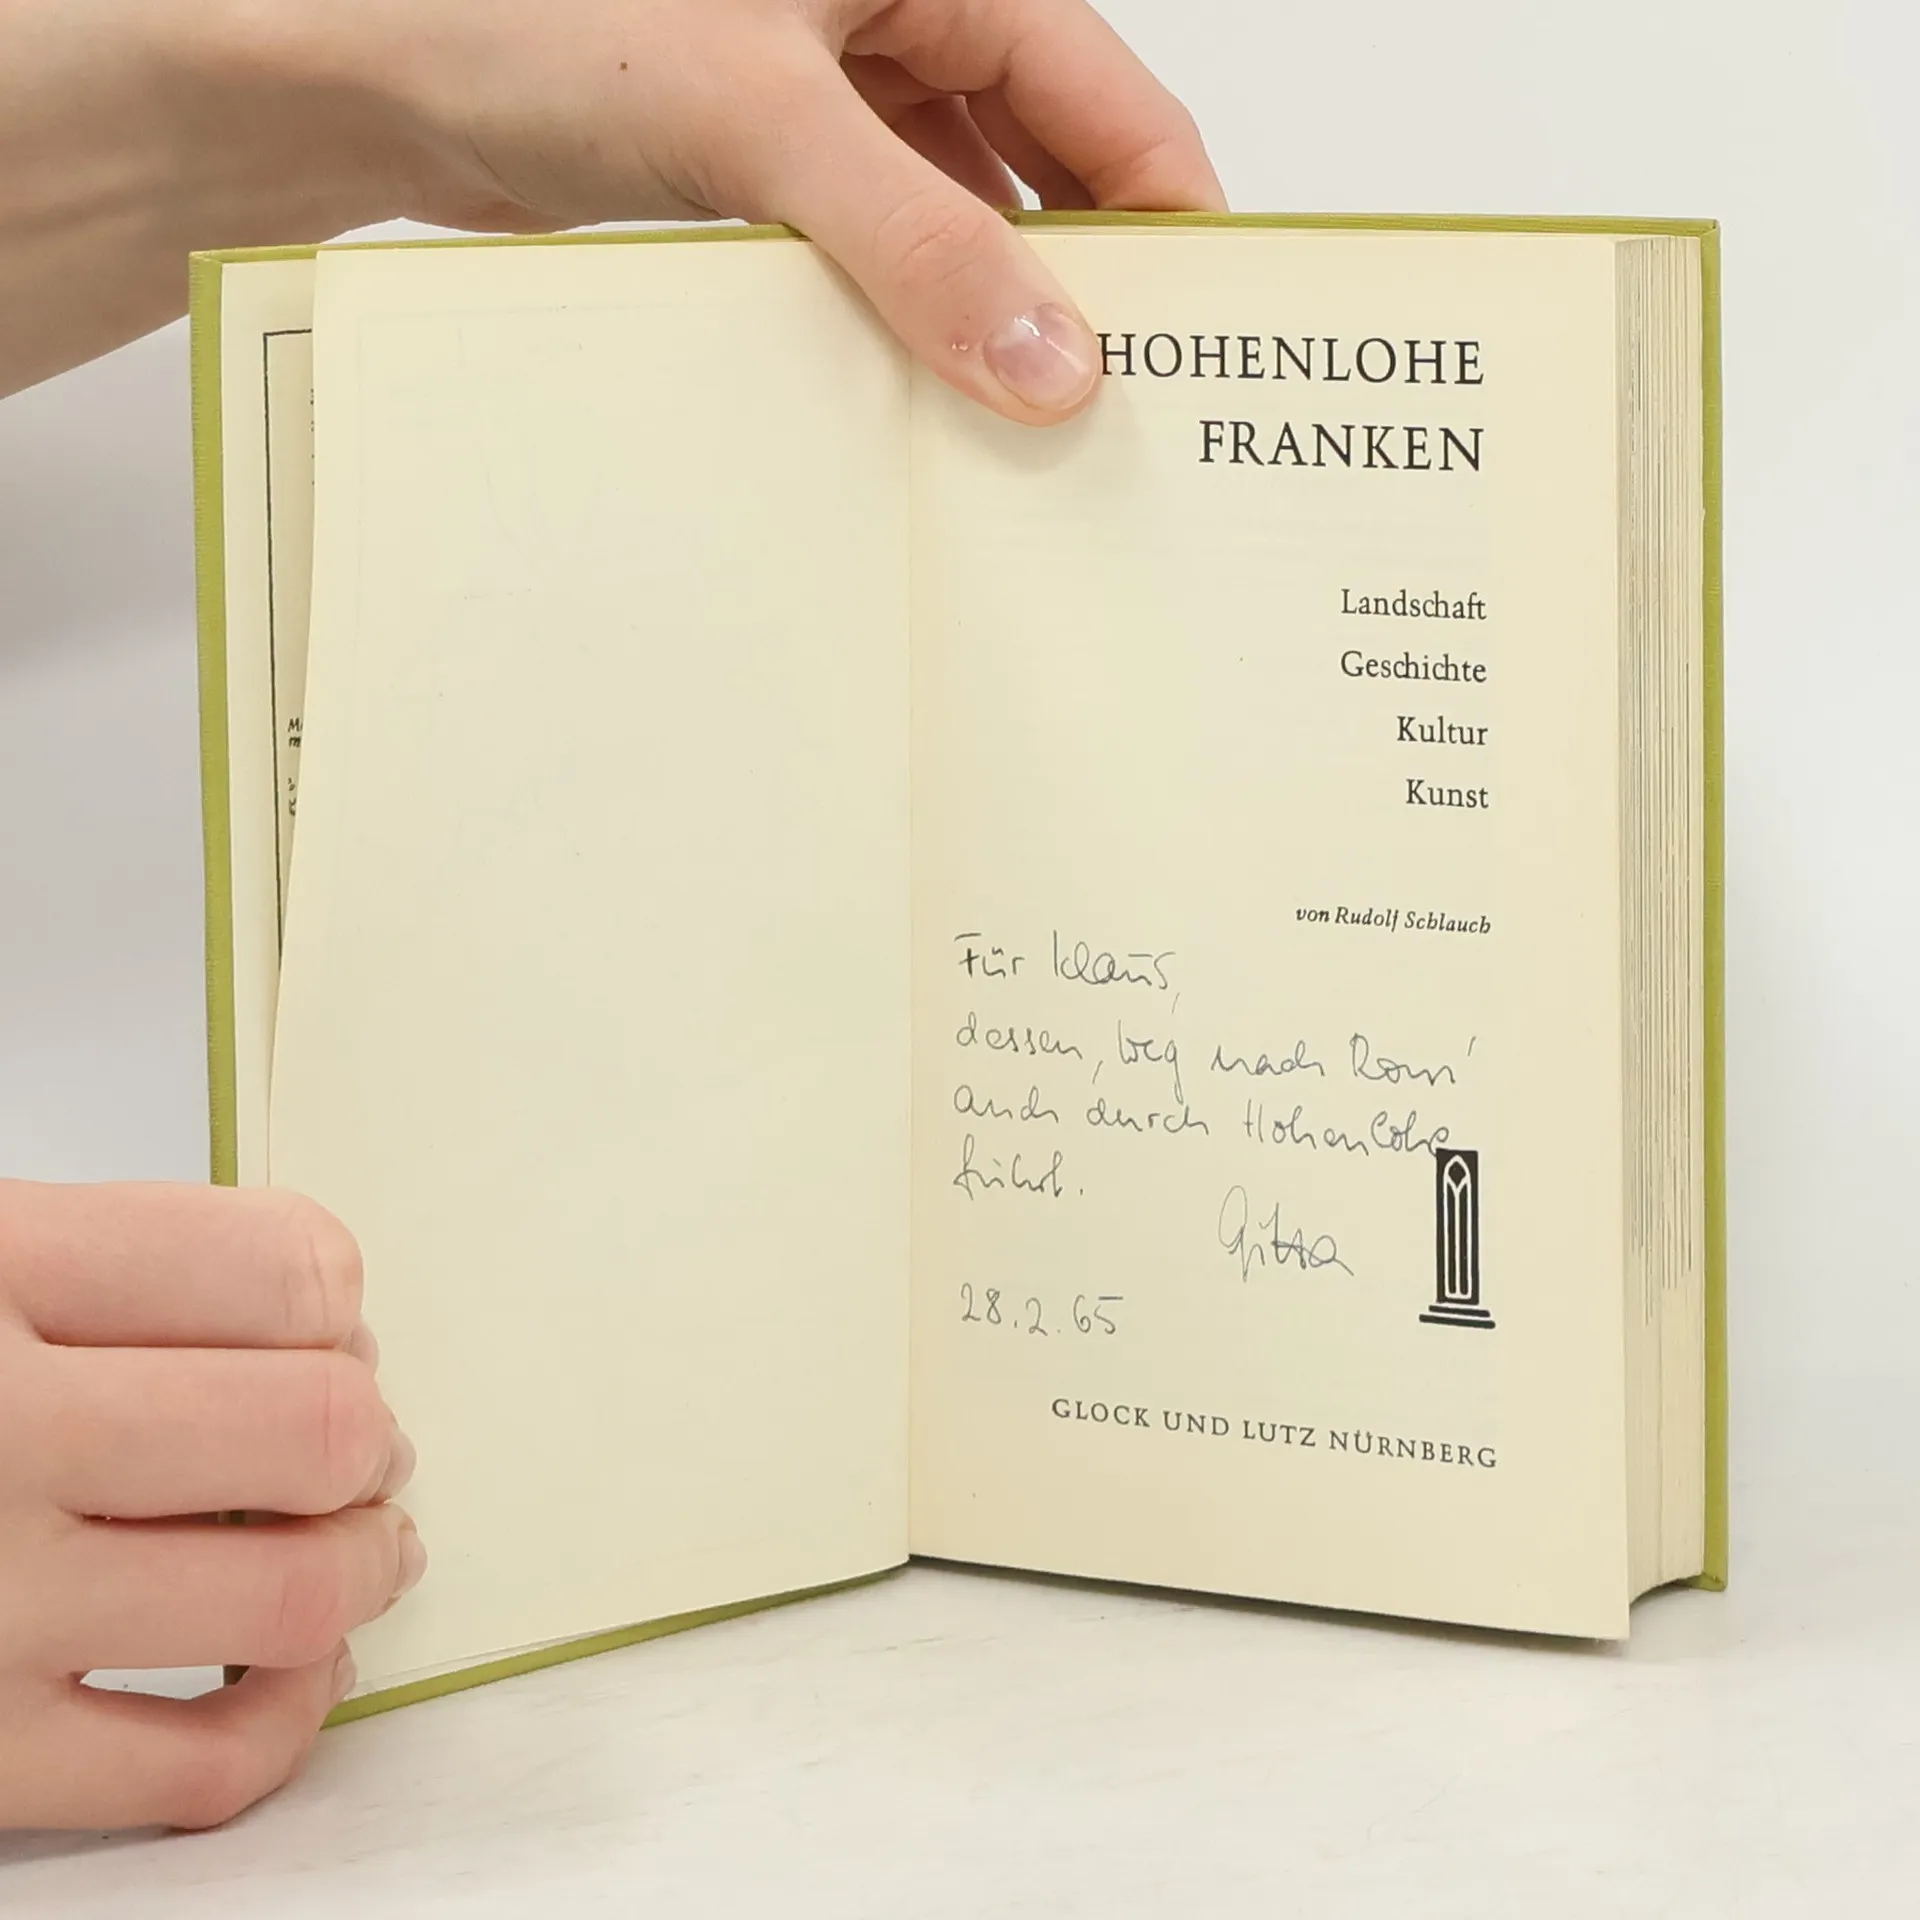 HOHENLOHE
FRANKEN
Landschaft
Geschichte
Kultur
Kunst
von Rudolf Schlauch
Für Klaus,
dessen ‚Weg nach Rom'
auch durch Hohenlohe
führt.
Gitta
28.2.65
GLOCK UND LUTZ NÜRNBERG